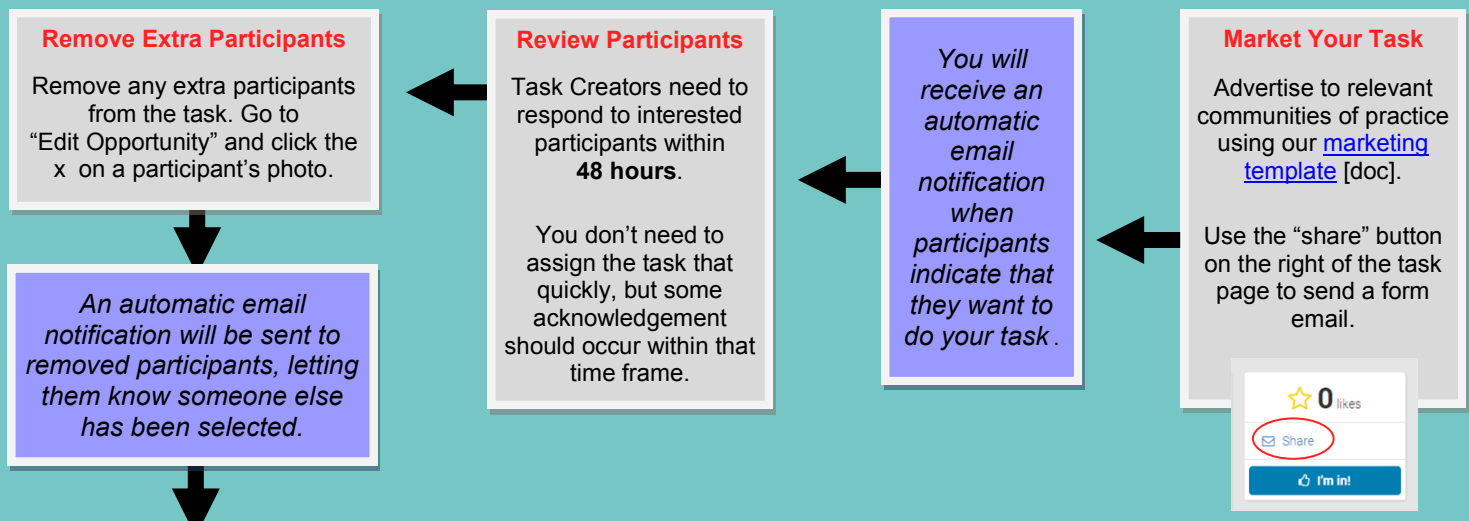 Remove Extra Participants
Remove any extra participants
from the task. Go to
“Edit Opportunity” and click the
x on a participant’s photo.
An automatic email
notification will be sent to
removed participants, letting
them know someone else
has been selected.
Review Participants
Task Creators need to
respond to interested
participants within
48 hours.
You don’t need to
assign the task that
quickly, but some
acknowledgement
should occur within that
time frame.
You will
receive an
automatic
email
notification
when
participants
indicate that
they want to
do your task .
Market Your Task
Advertise to relevant
communities of practice
using our marketing
template [doc].
Use the “share” button
on the right of the task
page to send a form
email.
0 likes
Share
I'm in!